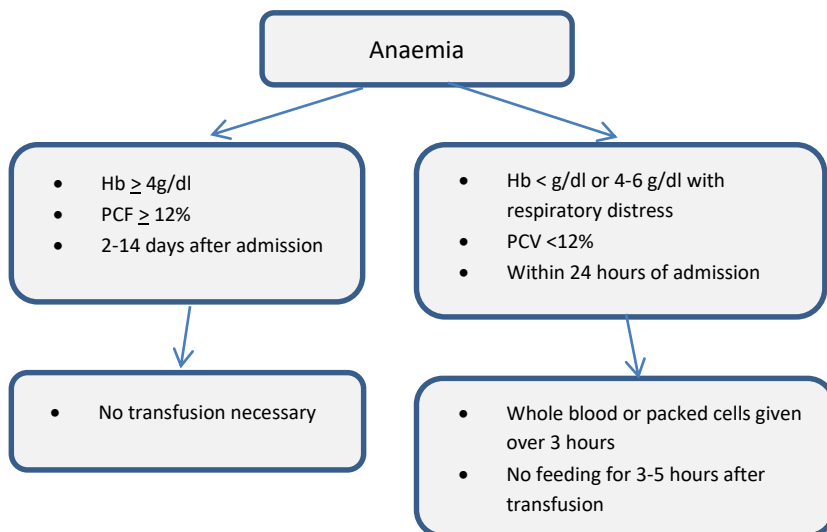 Anaemia
• Hb ≥ 4g/dl
• PCF ≥ 12%
• 2-14 days after admission
• Hb < g/dl or 4-6 g/dl with
respiratory distress
• PCV <12%
• Within 24 hours of admission
• No transfusion necessary
• Whole blood or packed cells given
over 3 hours
• No feeding for 3-5 hours after
transfusion